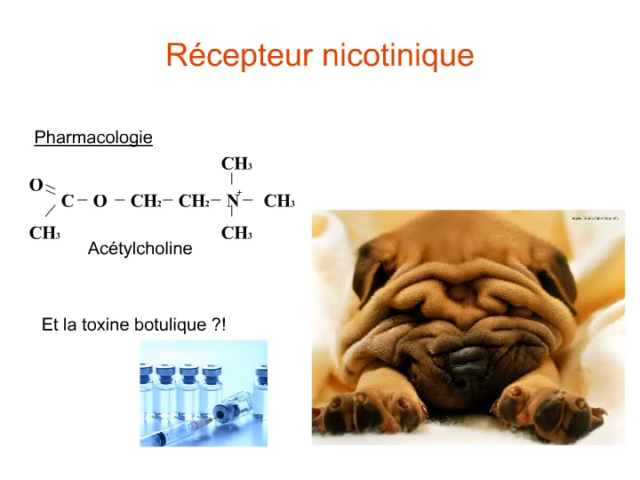 Récepteur nicotinique
Pharmacologie
CH3
O
C – O – CH2 – CH2 – N+ – CH3
CH3 CH3
Acétylcholine
Et la toxine botulique ?!